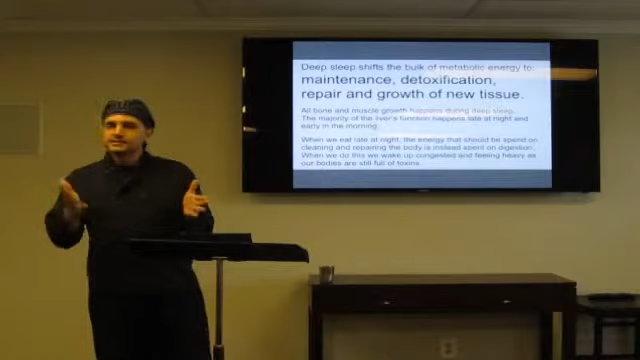 Deep sleep shifts the bulk of metabolic energy to:
maintenance, detoxification,
repair and growth of new tissue.
All bone and muscle growth happens during deep sleep.
The majority of the liver's function happens late at night and
early in the morning.
When we eat late at night, the energy that should be spent on
cleaning and repairing the body is instead spent on digestion.
When we do this we wake up congested and feeling heavy as
our bodies are still full of toxins.